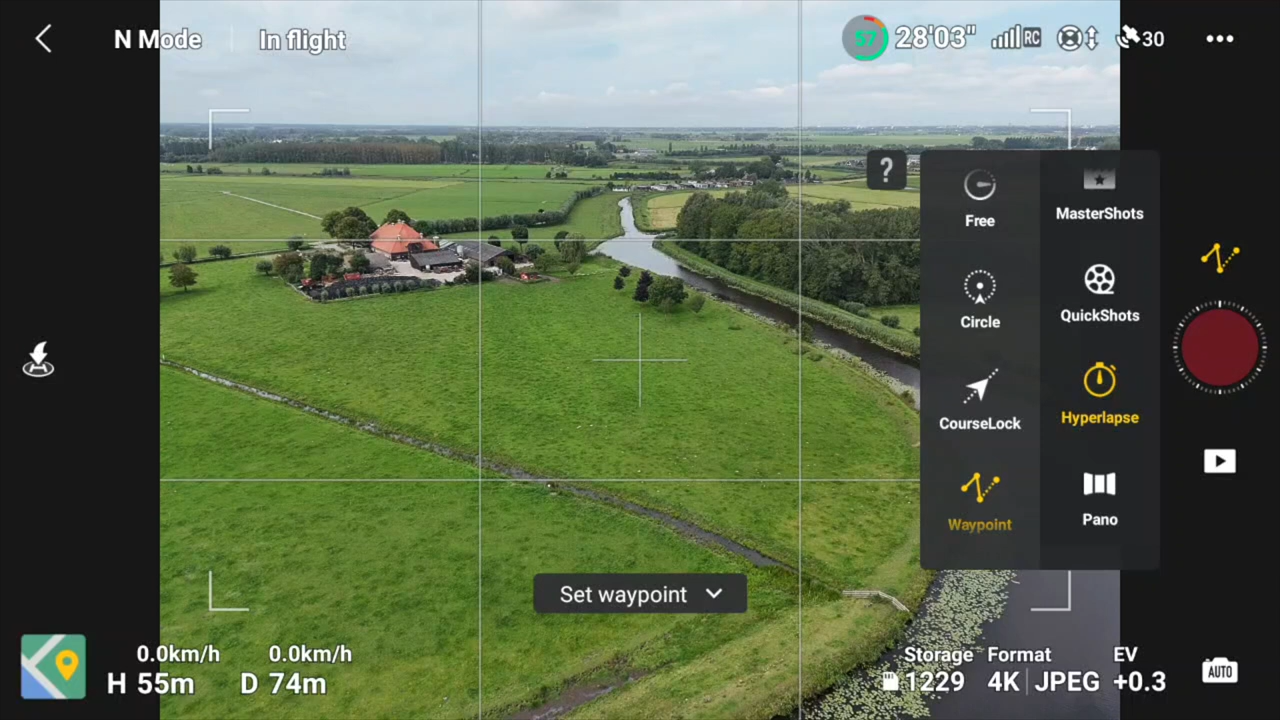 N Mode
In flight
57
28'03"
RC
30
?
Free
MasterShots
Circle
QuickShots
CourseLock
Hyperlapse
Waypoint
Pano
Set waypoint
0.0km/h
0.0km/h
H 55m
D 74m
Storage
Format
EV
1229
4K
JPEG
+0.3
AUTO